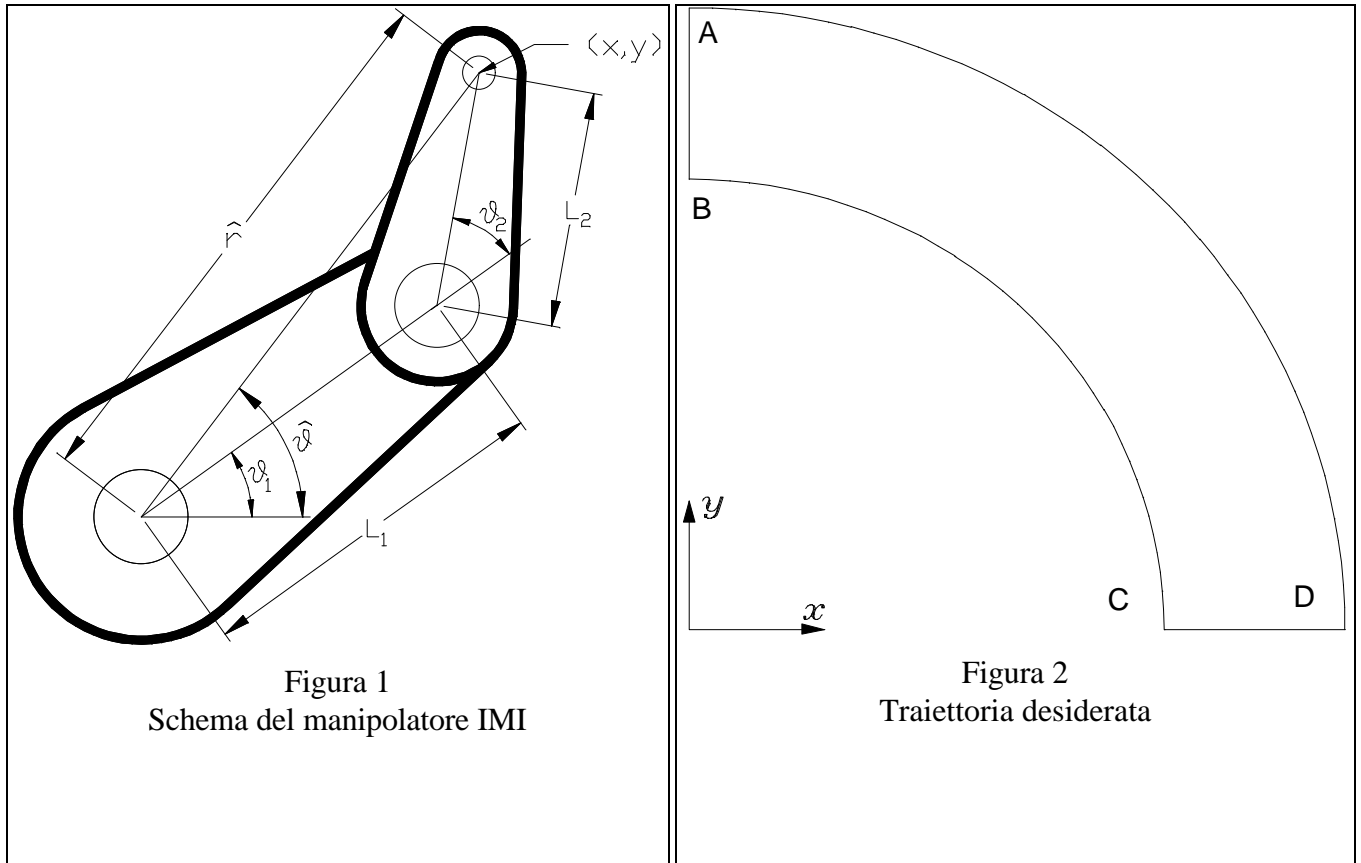 (x,y)
r̂
L₂
ϑ₂
ϑ̂
ϑ₁
L₁
Figura 1
Schema del manipolatore IMI
A
B
y
C
D
x
Figura 2
Traiettoria desiderata